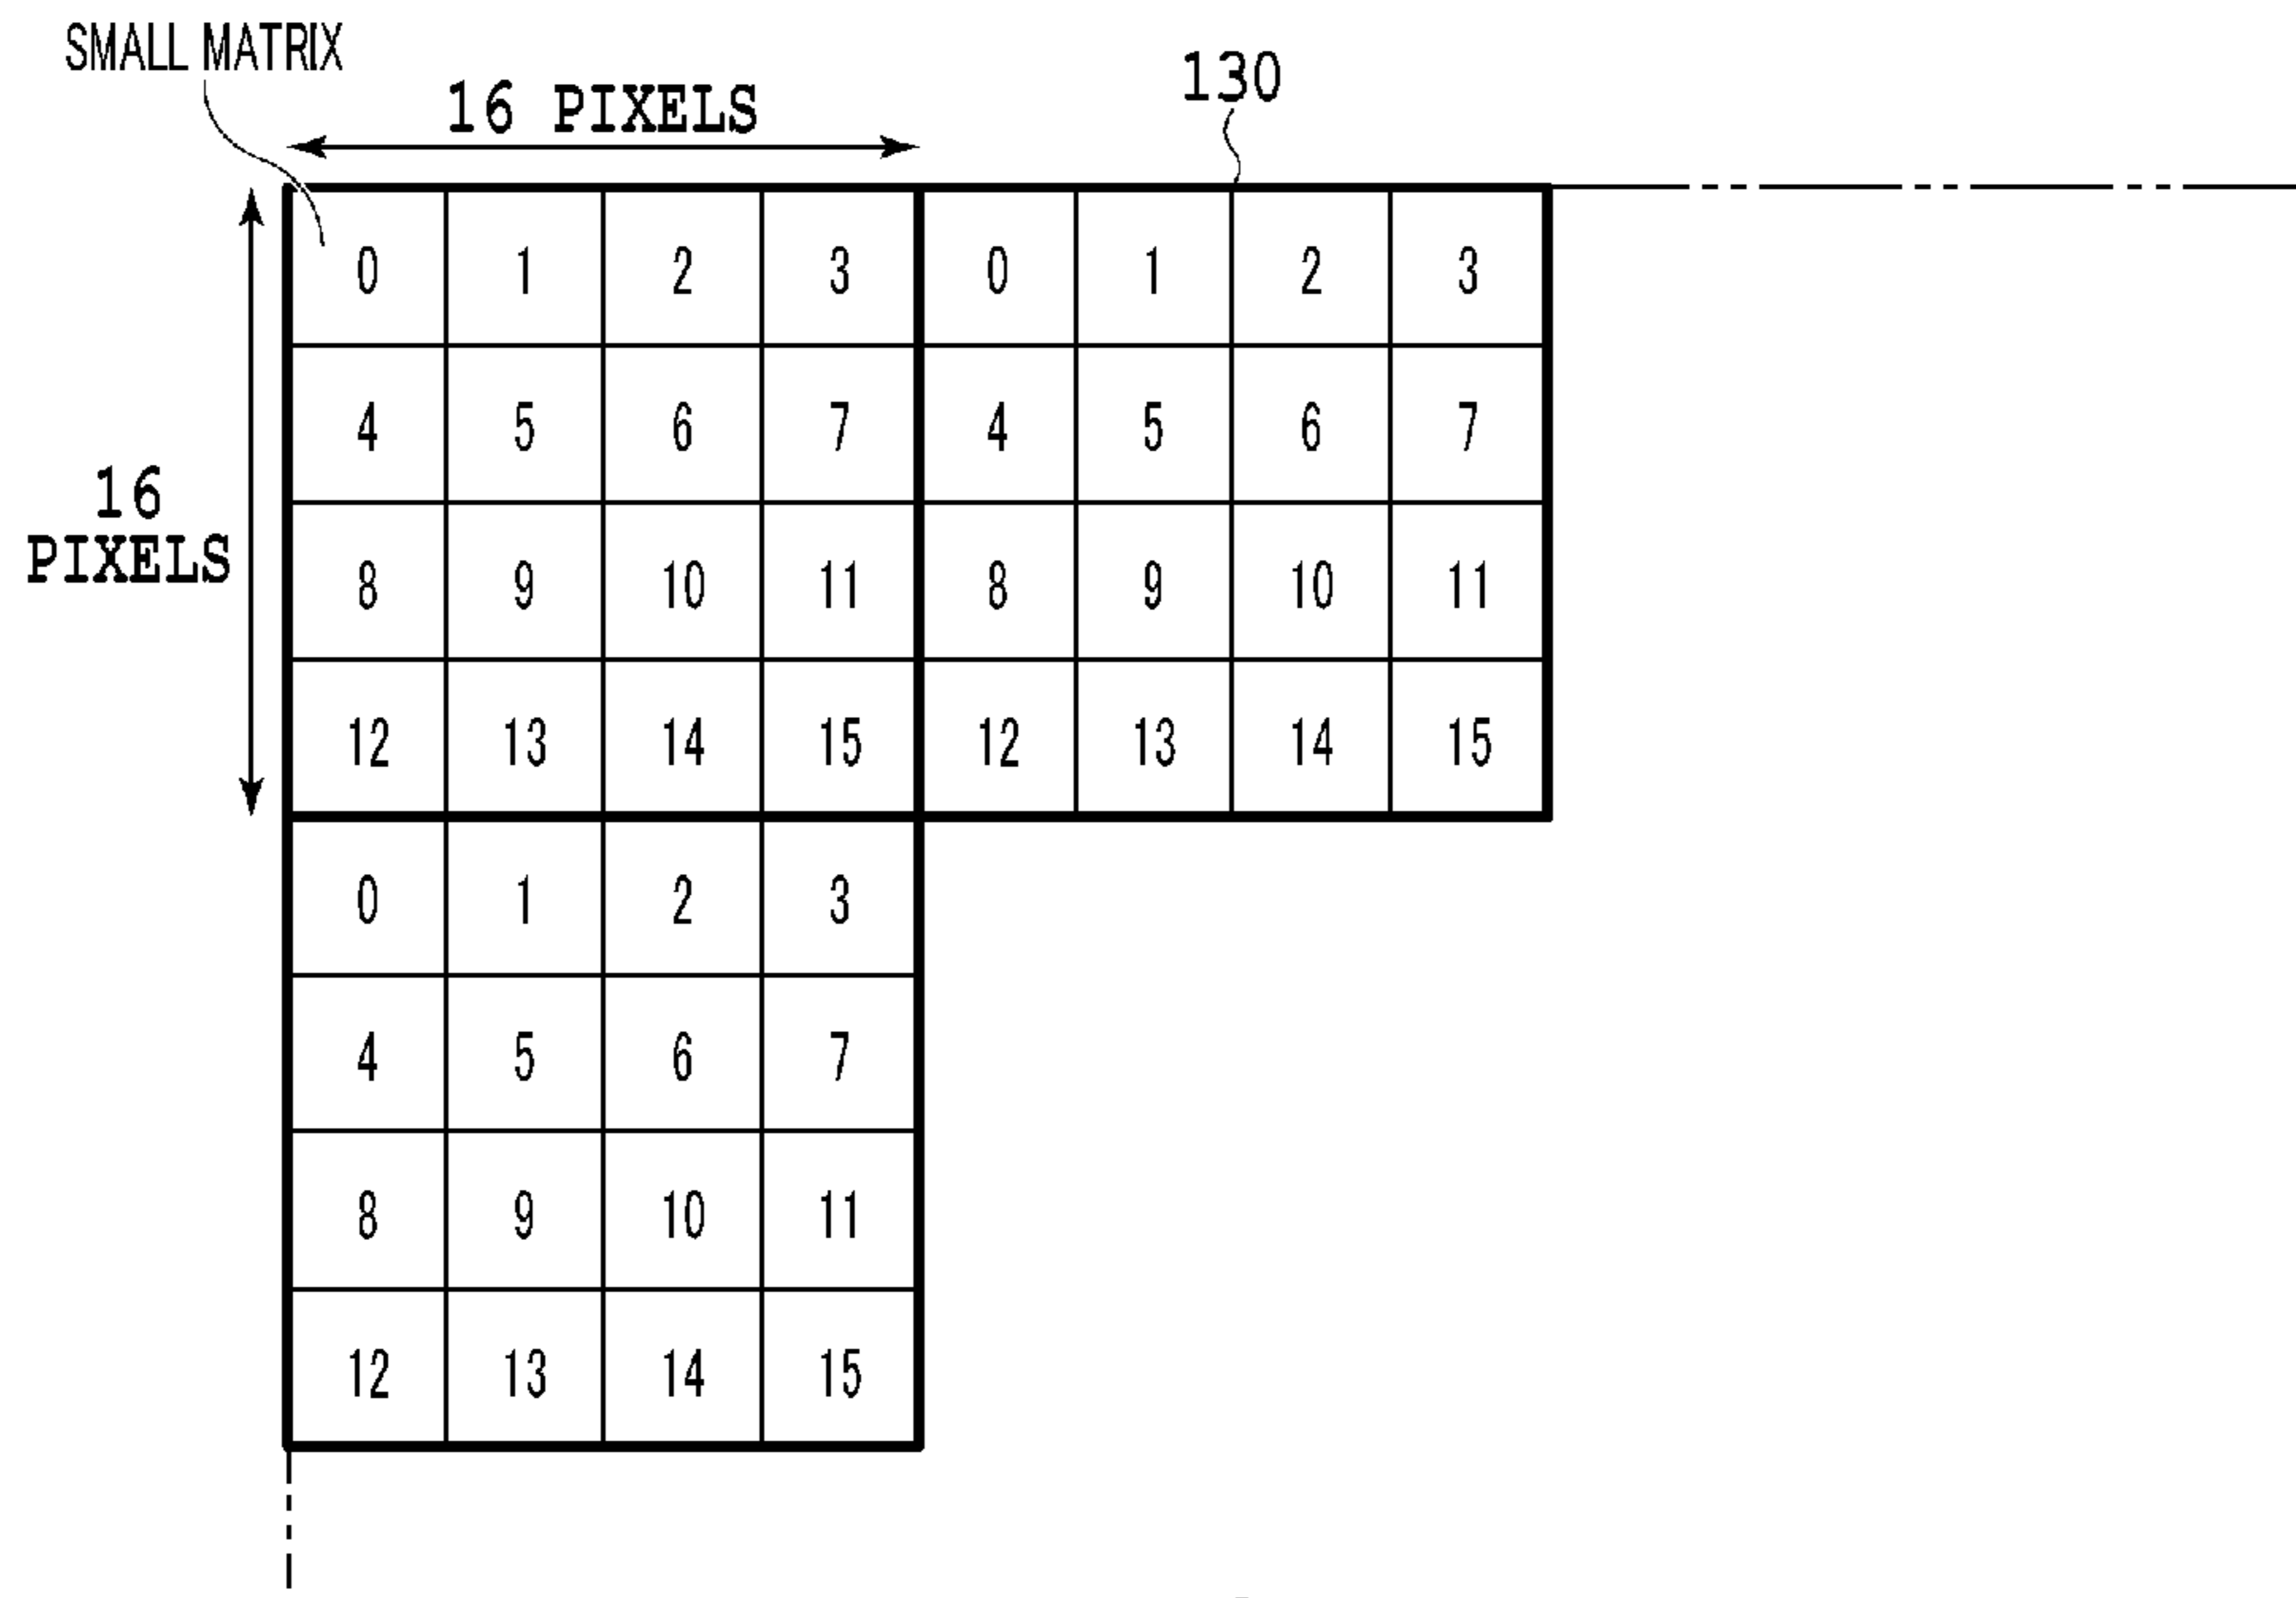 SMALL MATRIX
16 PIXELS
130
0 1 2 3 0 1 2 3
4 5 6 7 4 5 6 7
16
PIXELS
8 9 10 11 8 9 10 11
12 13 14 15 12 13 14 15
0 1 2 3
4 5 6 7
8 9 10 11
12 13 14 15